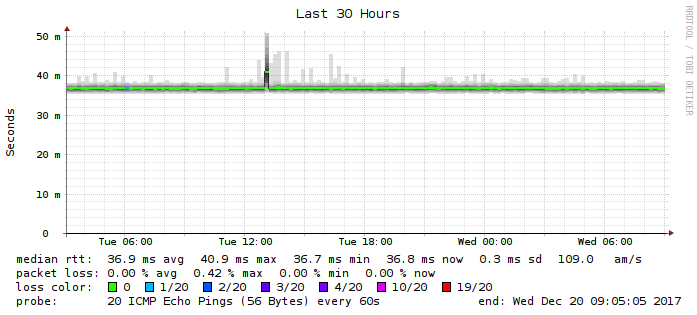 Last 30 Hours
RRDTOOL / TOBI OETIKER
Seconds
50 m
40 m
30 m
20 m
10 m
0
Tue 06:00 Tue 12:00 Tue 18:00 Wed 00:00 Wed 06:00
median rtt: 36.9 ms avg 40.9 ms max 36.7 ms min 36.8 ms now 0.3 ms sd 109.0 am/s
packet loss: 0.00 % avg 0.42 % max 0.00 % min 0.00 % now
loss color: 0 1/20 2/20 3/20 4/20 10/20 19/20
probe: 20 ICMP Echo Pings (56 Bytes) every 60s end: Wed Dec 20 09:05:05 2017